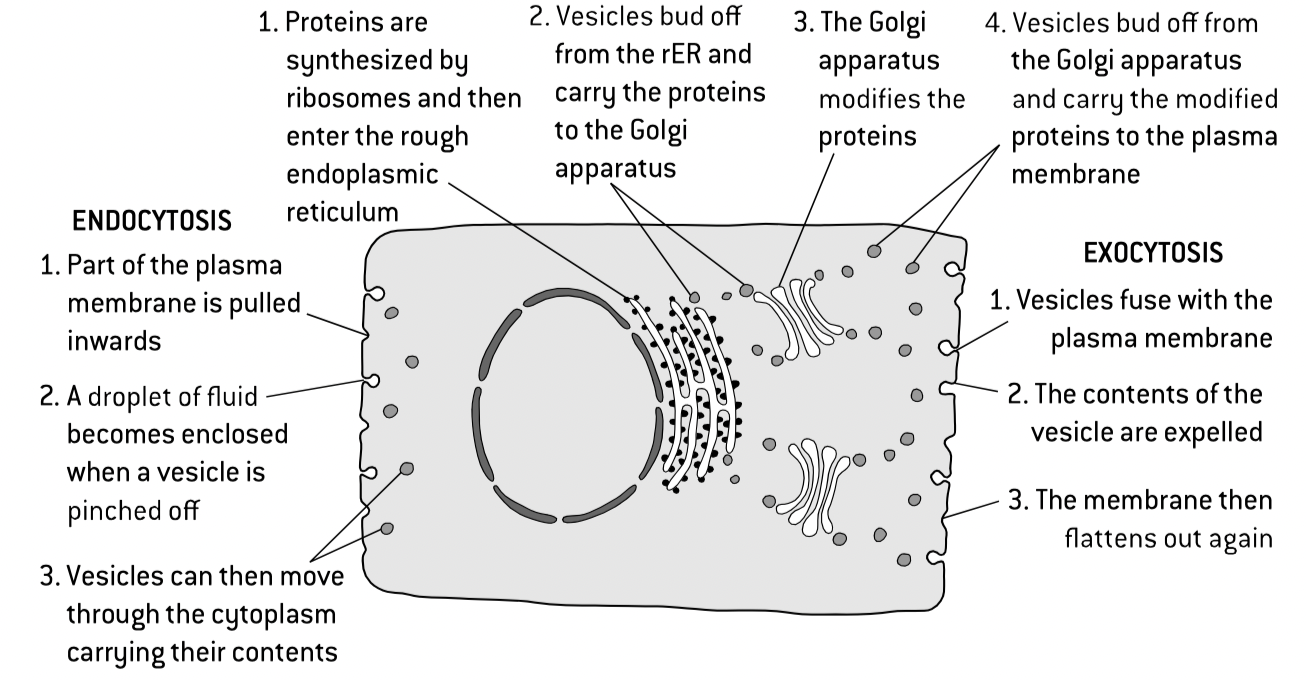 1. Proteins are
synthesized by
ribosomes and then
enter the rough
endoplasmic
reticulum
2. Vesicles bud off
from the rER and
carry the proteins
to the Golgi
apparatus
3. The Golgi
apparatus
modifies the
proteins
4. Vesicles bud off from
the Golgi apparatus
and carry the modified
proteins to the plasma
membrane
ENDOCYTOSIS
1. Part of the plasma
membrane is pulled
inwards
2. A droplet of fluid
becomes enclosed
when a vesicle is
pinched off
3. Vesicles can then move
through the cytoplasm
carrying their contents
EXOCYTOSIS
1. Vesicles fuse with the
plasma membrane
2. The contents of the
vesicle are expelled
3. The membrane then
flattens out again